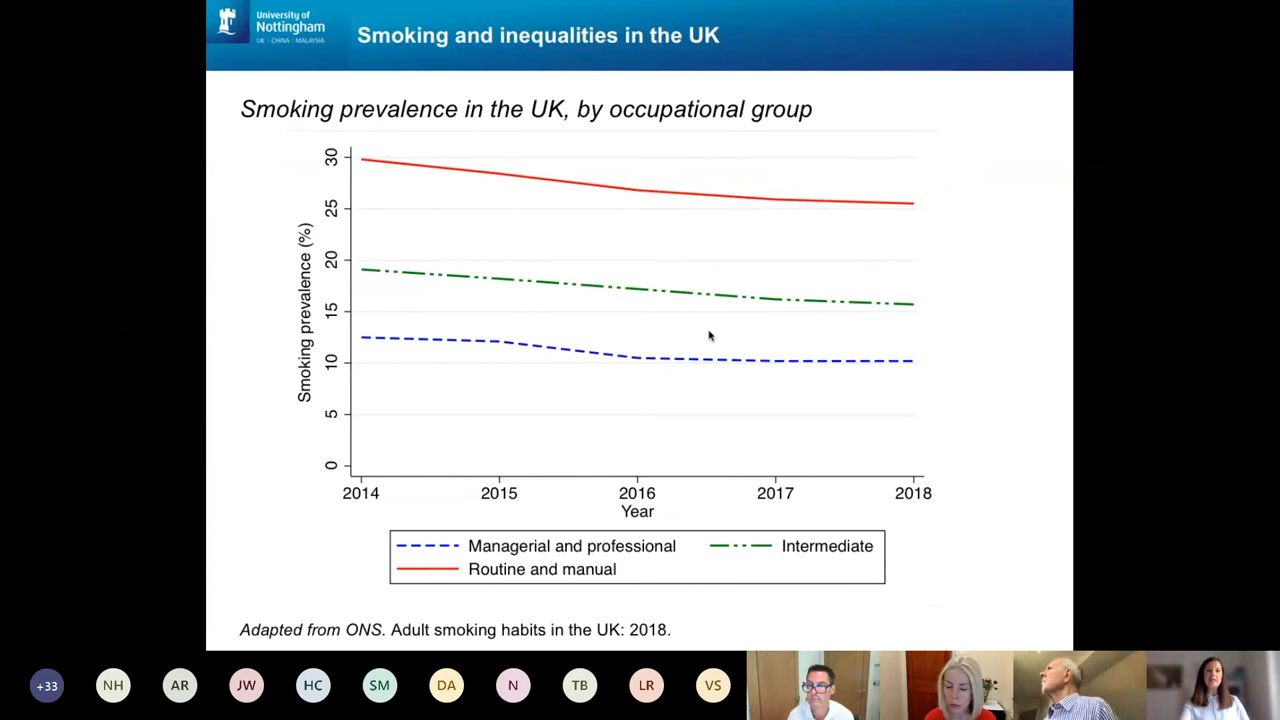 University of
Nottingham
UK | CHINA | MALAYSIA
Smoking and inequalities in the UK
Smoking prevalence in the UK, by occupational group
30
25
20
15
10
5
0
Smoking prevalence (%)
2014 2015 2016 2017 2018
Year
Managerial and professional Intermediate
Routine and manual
Adapted from ONS. Adult smoking habits in the UK: 2018.
+33 NH AR JW HC SM DA N TB LR VS